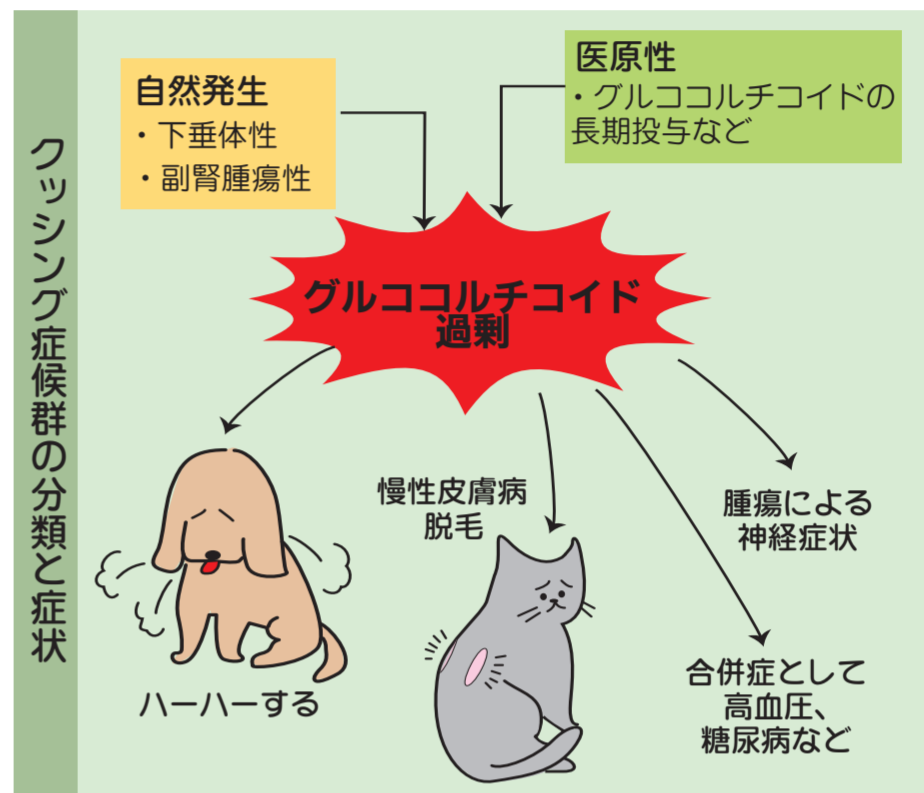 クッシング症候群の分類と症状
自然発生
・下垂体性
・副腎腫瘍性
医原性
・グルココルチコイドの
長期投与など
グルココルチコイド
過剰
ハーハーする
慢性皮膚病
脱毛
腫瘍による
神経症状
合併症として
高血圧、
糖尿病など